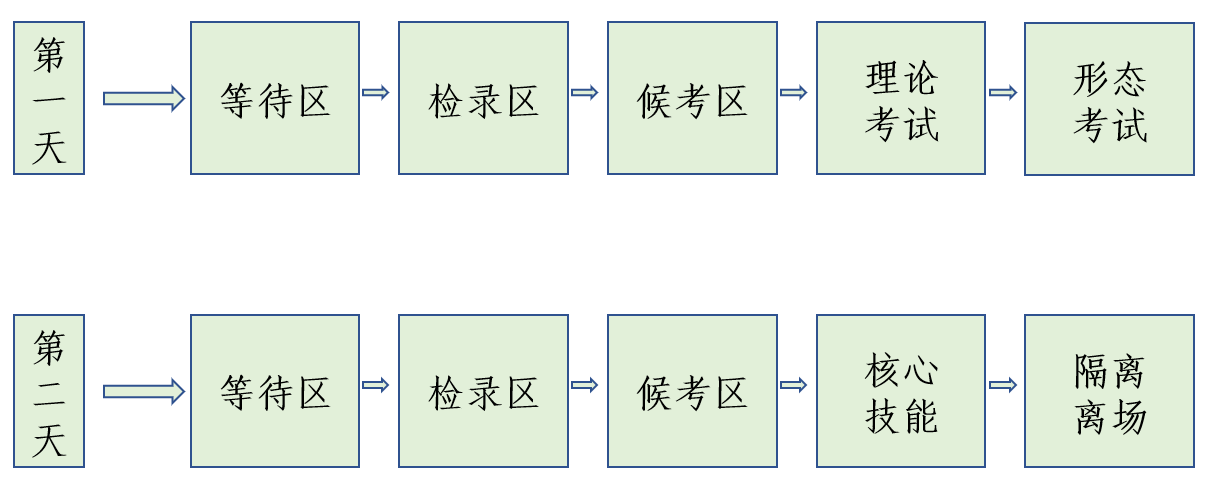 第
一
天
等待区
检录区
候考区
理论
考试
形态
考试
第
二
天
等待区
检录区
候考区
核心
技能
隔离
离场